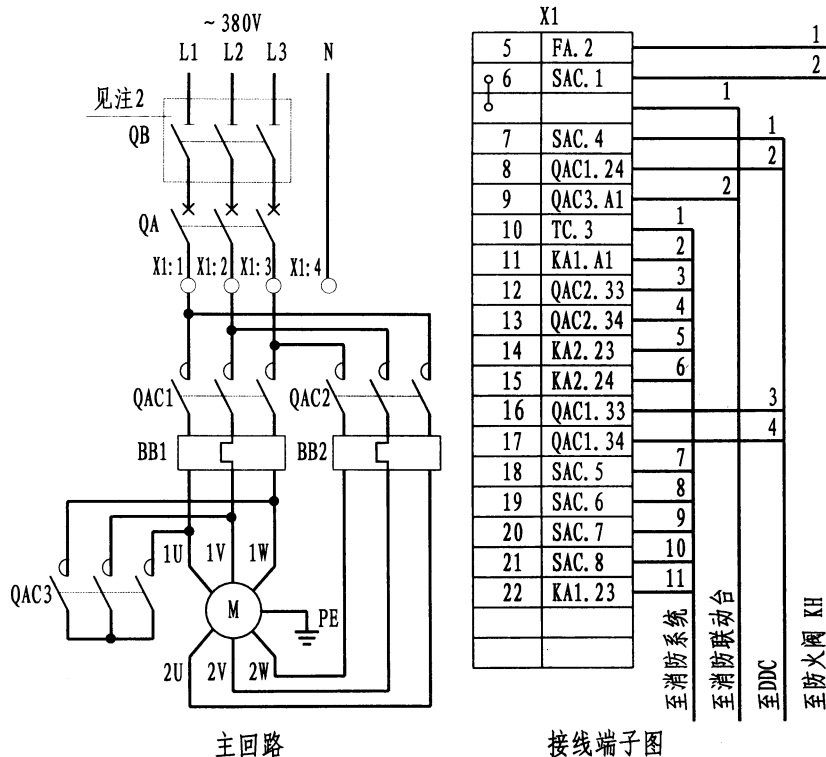 ~380V
L1 L2 L3 N
见注2
QB
QA
X1:1 X1:2 X1:3 X1:4
QAC1 QAC2
BB1 BB2
1U 1V 1W
QAC3
M
PE
2U 2V 2W
主回路
X1
5 FA.2 1
6 SAC.1 2
1
7 SAC.4 1
8 QAC1.24 2
9 QAC3.A1 2
10 TC.3 1
11 KA1.A1 2
12 QAC2.33 3
13 QAC2.34 4
14 KA2.23 5
15 KA2.24 6
16 QAC1.33 3
17 QAC1.34 4
18 SAC.5 7
19 SAC.6 8
20 SAC.7 9
21 SAC.8 10
22 KA1.23 11
至消防系统
至消防联动台
至DDC
至防火阀 KH
接线端子图